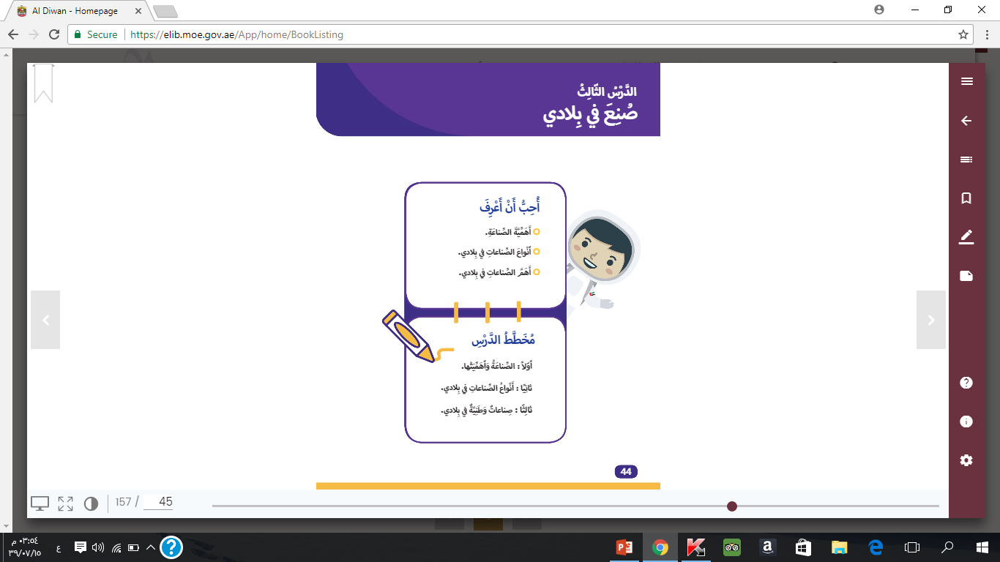 Al Diwan - Homepage
Secure
https://elib.moe.gov.ae/App/home/BookListing
الدَّرْسُ الثّالِثُ
صُنِعَ في بِلادي
أُحِبُّ أَنْ أَعْرِفَ
أَهَمِّيَّةَ الصِّناعَةِ.
أَنْواعَ الصِّناعاتِ في بِلادي.
أَهَمَّ الصِّناعاتِ في بِلادي.
مُخَطَّطُ الدَّرْسِ
أَوَّلاً : الصِّناعَةُ وَأَهَمِّيَتُها.
ثانِيًا : أَنْواعُ الصِّناعاتِ في بِلادي.
ثالِثًا : صِناعاتٌ وَطَنِيَّةٌ في بِلادي.
44
157 / 45
ع
٠٣:٥٤ م
٣٩/٠٧/١٥